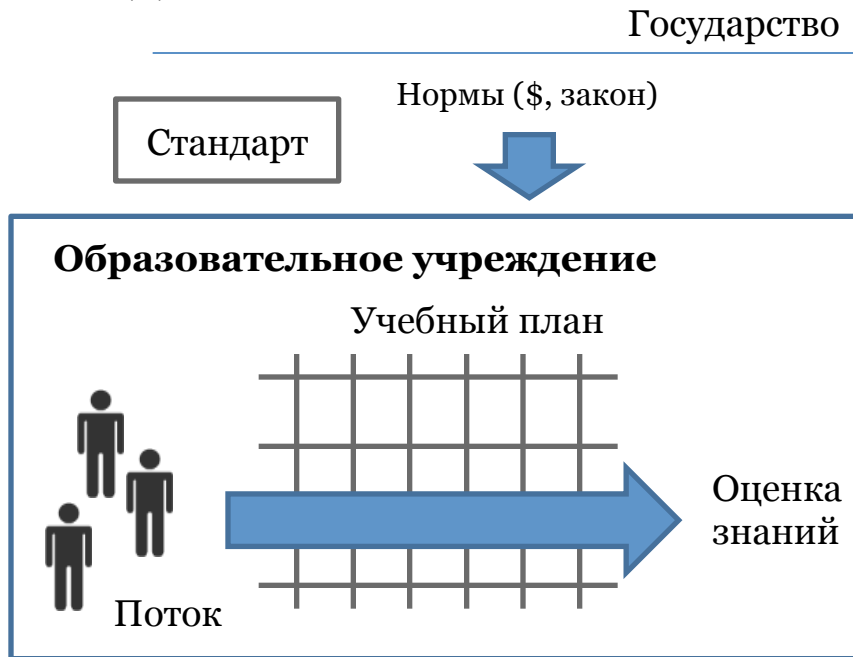 Государство
Нормы ($, закон)
Стандарт
Образовательное учреждение
Учебный план
Оценка
знаний
Поток